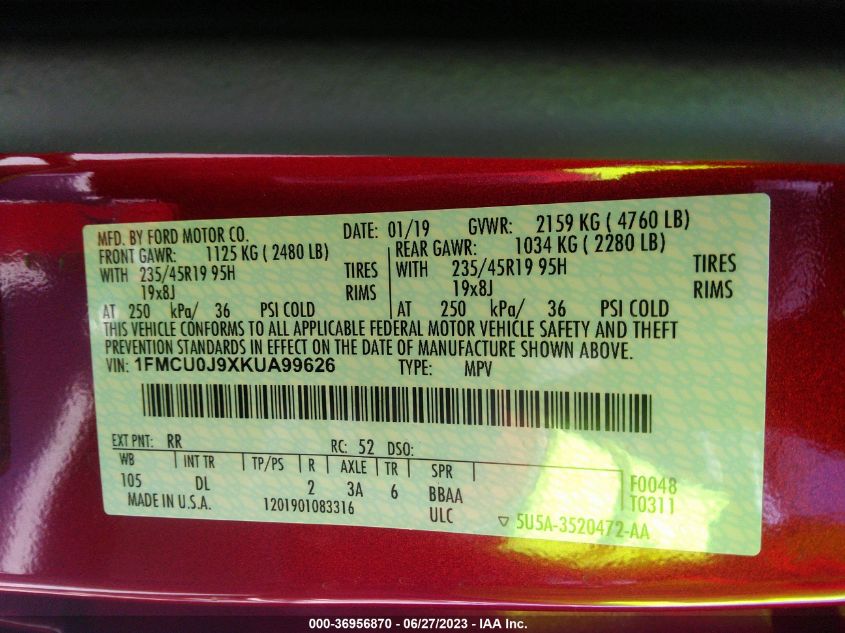 MFD. BY FORD MOTOR CO. DATE: 01/19 GVWR: 2159 KG ( 4760 LB)
FRONT GAWR: 1125 KG ( 2480 LB) REAR GAWR: 1034 KG ( 2280 LB)
WITH 235/45R19 95H TIRES WITH 235/45R19 95H TIRES
19x8J RIMS 19x8J RIMS
AT 250 kPa/ 36 PSI COLD AT 250 kPa/ 36 PSI COLD
THIS VEHICLE CONFORMS TO ALL APPLICABLE FEDERAL MOTOR VEHICLE SAFETY AND THEFT
PREVENTION STANDARDS IN EFFECT ON THE DATE OF MANUFACTURE SHOWN ABOVE.
VIN: 1FMCU0J9XKUA99626 TYPE: MPV
EXT PNT: RR RC: 52 DSO:
WB INT TR TP/PS R AXLE TR SPR
105 DL 2 3A 6 BBAA F0048
MADE IN U.S.A. 1201901083316 ULC T0311
▽ 5U5A-3520472-AA
000-36956870 / 06/27/2023 - IAA Inc.